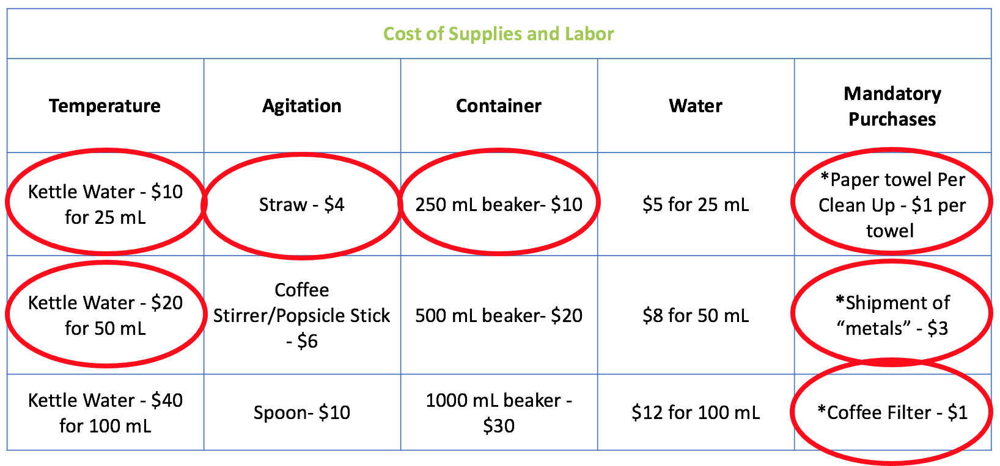 Cost of Supplies and Labor
Temperature
Agitation
Container
Water
Mandatory
Purchases
Kettle Water - $10
for 25 mL
Straw - $4
250 mL beaker- $10
$5 for 25 mL
*Paper towel Per
Clean Up - $1 per
towel
Kettle Water - $20
for 50 mL
Coffee
Stirrer/Popsicle Stick
- $6
500 mL beaker- $20
$8 for 50 mL
*Shipment of
“metals” - $3
Kettle Water - $40
for 100 mL
Spoon- $10
1000 mL beaker -
$30
$12 for 100 mL
*Coffee Filter - $1